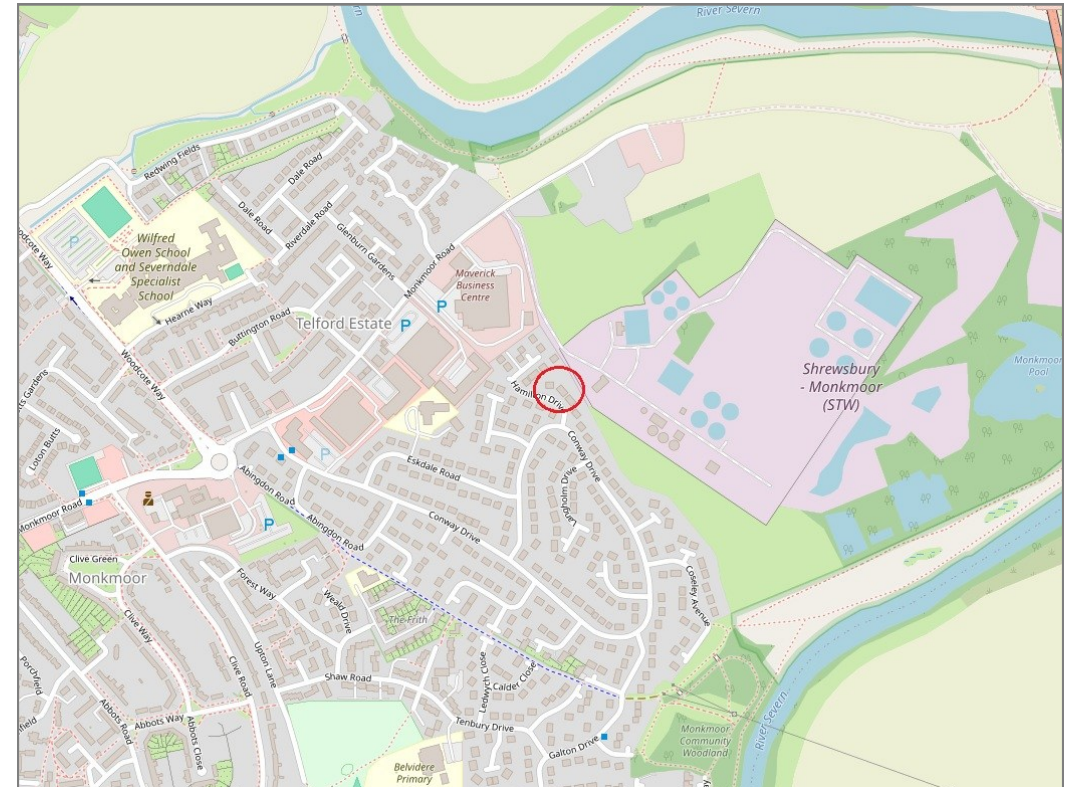 River Severn
Redwing Fields
Dale Road
Dale Road
Riverdale Road
Glenburn Gardens
Monkmoor Road
Wilfred
Owen School
and Severndale
Specialist
School
P
Hearne Way
Buttington Road
Telford Estate
P
P
Maverick
Business
Centre
Woodcote Way
Hamilton Drive
Shrewsbury
- Monkmoor
(STW)
Monkmoor
Pool
Loton Butts
P
Eskdale Road
Conway Drive
Langholm Drive
Abingdon Road
Abingdon Road
Conway Drive
P
Monkmoor Road
Clive Green
Monkmoor
Forest Way
Weald Drive
The Frith
Coseley Avenue
Clive Way
Clive Road
Upton Lane
Shaw Road
Ledwych Close
Calder Close
Porchfield
Abbots Road
Abbots Way
Abbots Close
Tenbury Drive
Galton Drive
Belvidere
Primary
Monkmoor
Community
Woodland
River Severn